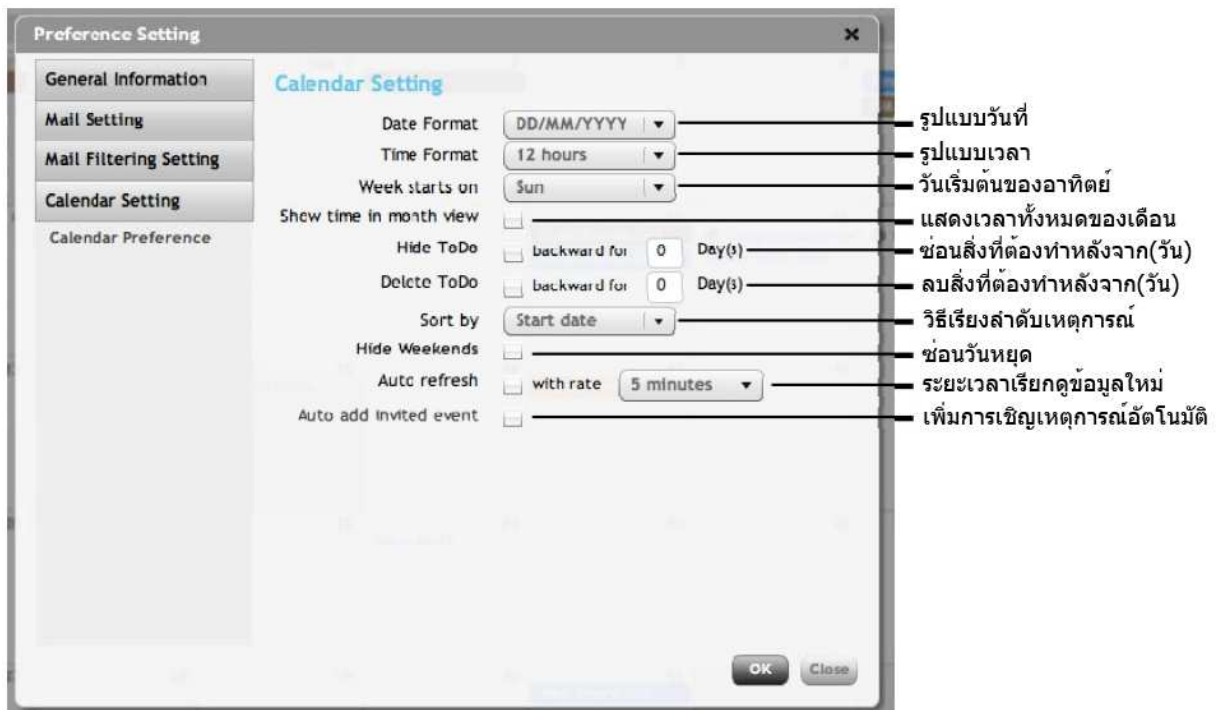 Preference Setting
General Information
Mail Setting
Mail Filtering Setting
Calendar Setting
Calendar Preference
Calendar Setting
Date Format DD/MM/YYYY รูปแบบวันที่
Time Format 12 hours รูปแบบเวลา
Week starts on Sun วันเริ่มต้นของอาทิตย์
Show time in month view แสดงเวลาทั้งหมดของเดือน
Hide ToDo backward for 0 Day(s) ซ่อนสิ่งที่ต้องทำหลังจาก(วัน)
Delete ToDo backward for 0 Day(s) ลบสิ่งที่ต้องทำหลังจาก(วัน)
Sort by Start date วิธีเรียงลำดับเหตุการณ์
Hide Weekends ซ่อนวันหยุด
Auto refresh with rate 5 minutes ระยะเวลาเรียกดูข้อมูลใหม่
Auto add invited event เพิ่มการเชิญเหตุการณ์อัตโนมัติ
OK Close